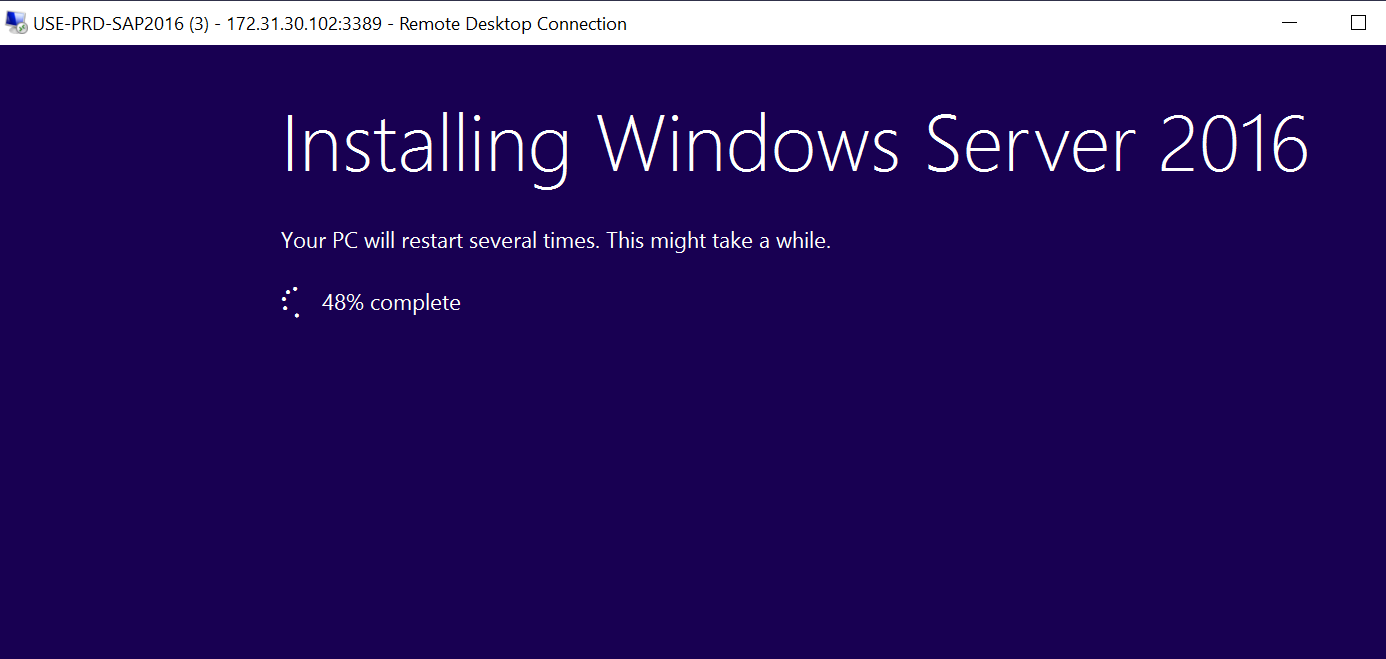 USE-PRD-SAP2016 (3) - 172.31.30.102:3389 - Remote Desktop Connection
Installing Windows Server 2016
Your PC will restart several times. This might take a while.
48% complete